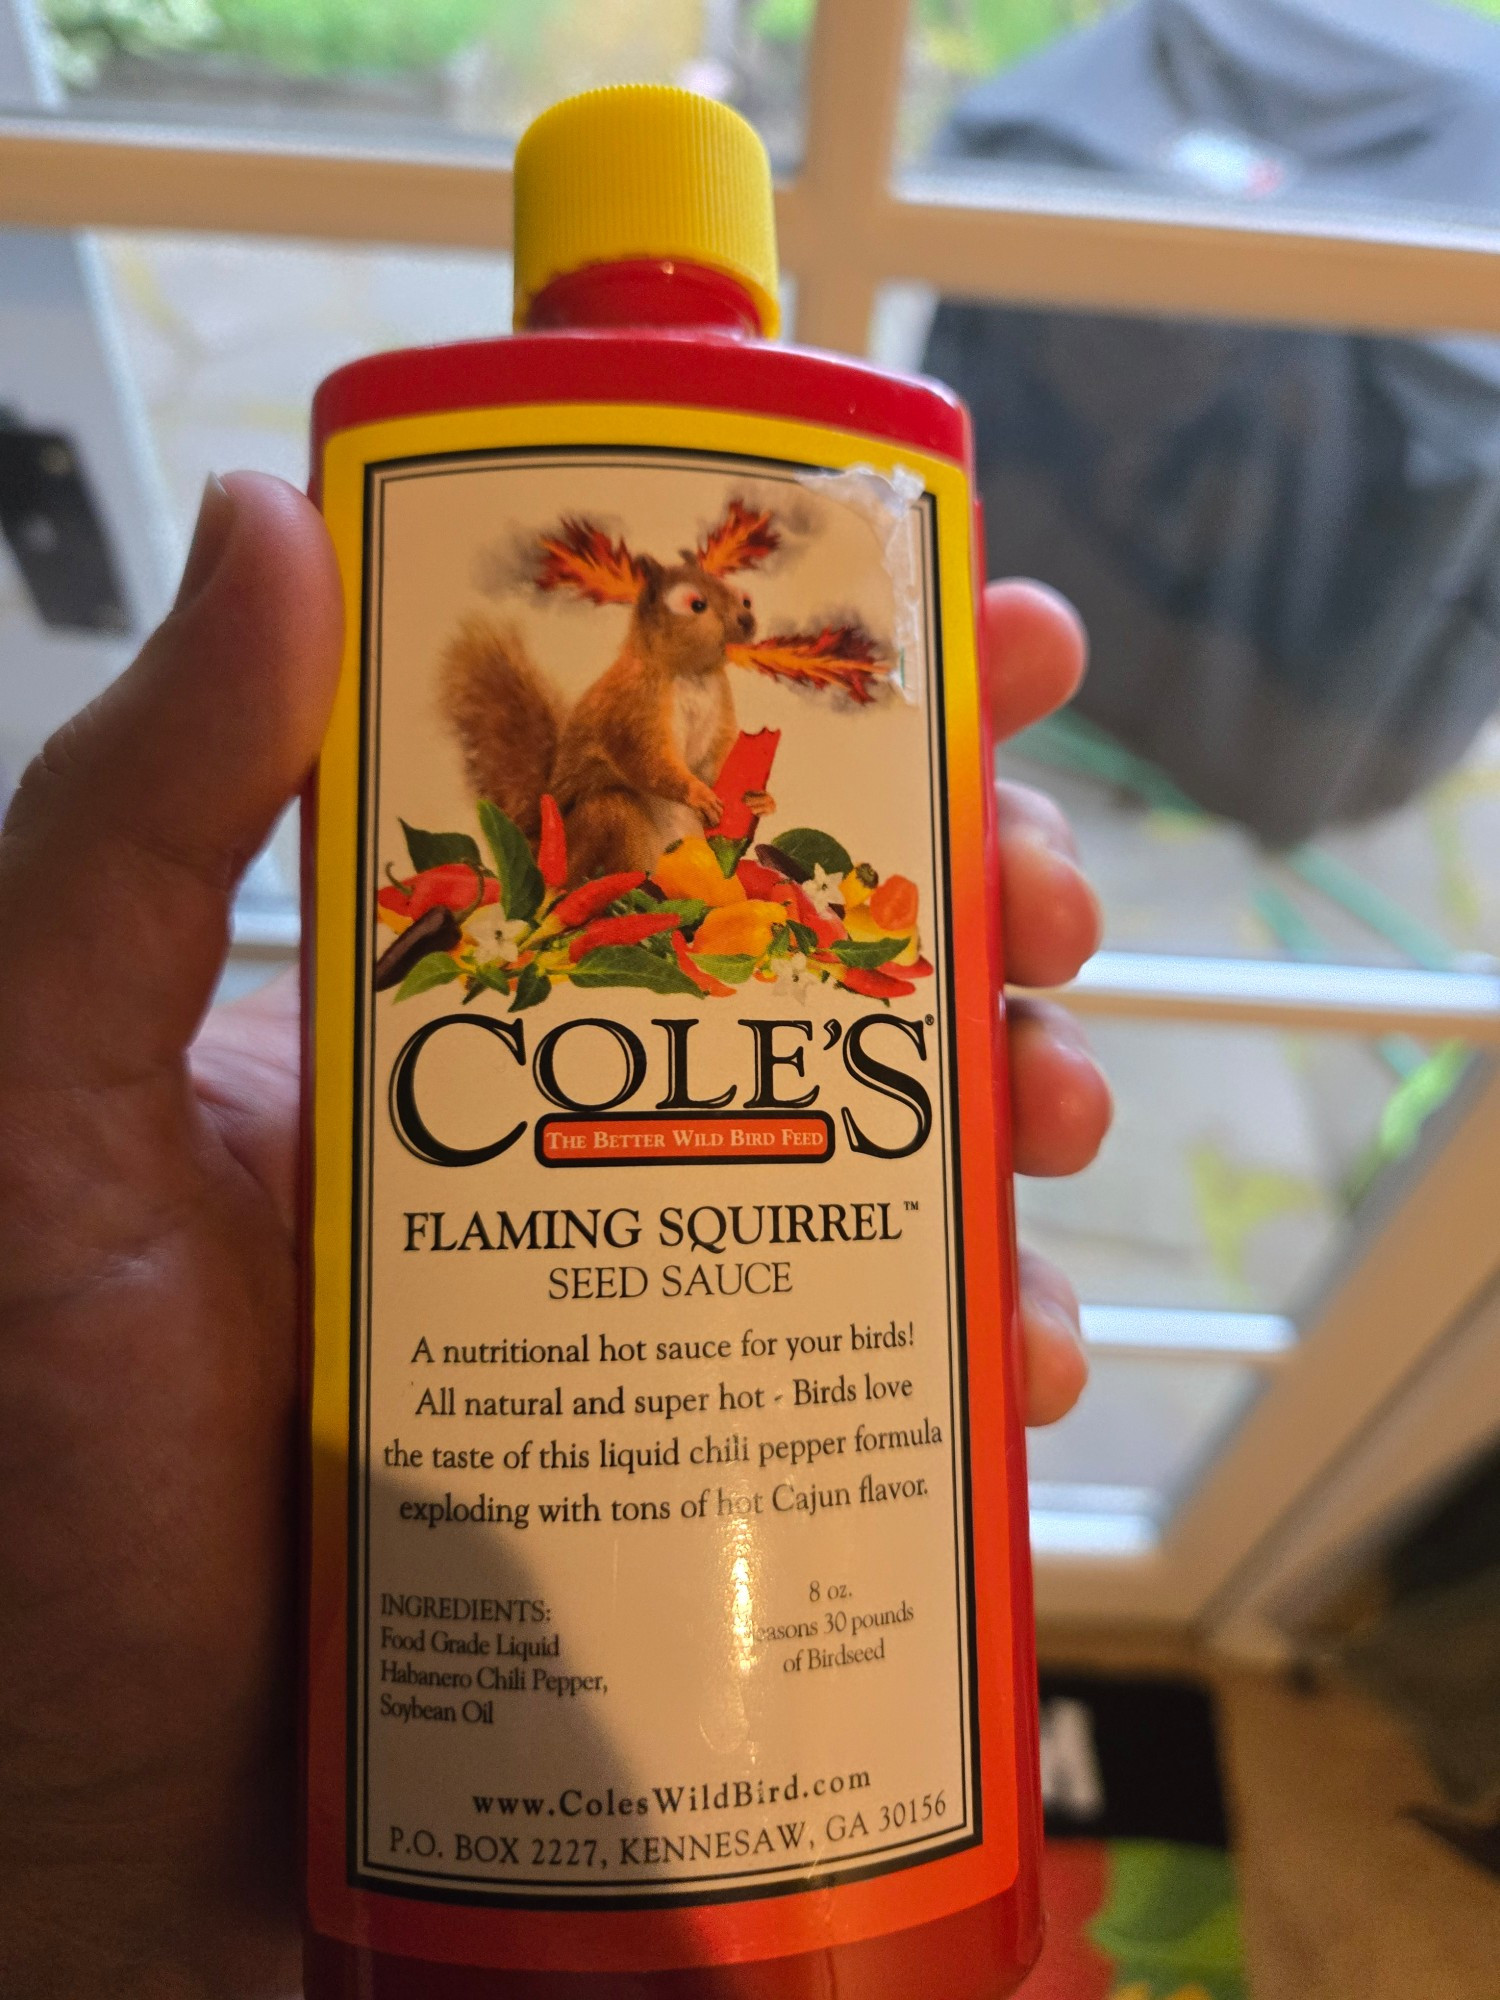 COLE'S®
THE BETTER WILD BIRD FEED
FLAMING SQUIRREL™
SEED SAUCE
A nutritional hot sauce for your birds!
All natural and super hot - Birds love
the taste of this liquid chili pepper formula
exploding with tons of hot Cajun flavor.
INGREDIENTS:
Food Grade Liquid
Habanero Chili Pepper,
Soybean Oil
8 oz.
Seasons 30 pounds
of Birdseed
www.ColesWildBird.com
P.O. BOX 2227, KENNESAW, GA 30156